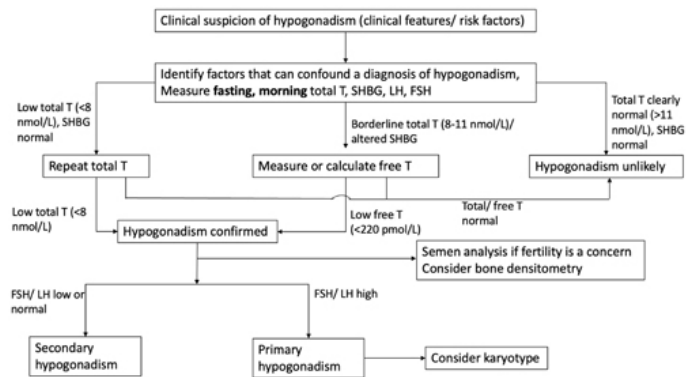 Clinical suspicion of hypogonadism (clinical features/ risk factors)
Identify factors that can confound a diagnosis of hypogonadism,
Measure fasting, morning total T, SHBG, LH, FSH
Low total T (<8
nmol/L), SHBG
normal
Borderline total T (8-11 nmol/L)/
altered SHBG
Total T clearly
normal (>11
nmol/L), SHBG
normal
Repeat total T
Measure or calculate free T
Hypogonadism unlikely
Low total T (<8
nmol/L)
Low free T
(<220 pmol/L)
Total/ free T
normal
Hypogonadism confirmed
Semen analysis if fertility is a concern
Consider bone densitometry
FSH/ LH low or
normal
FSH/ LH high
Secondary
hypogonadism
Primary
hypogonadism
Consider karyotype